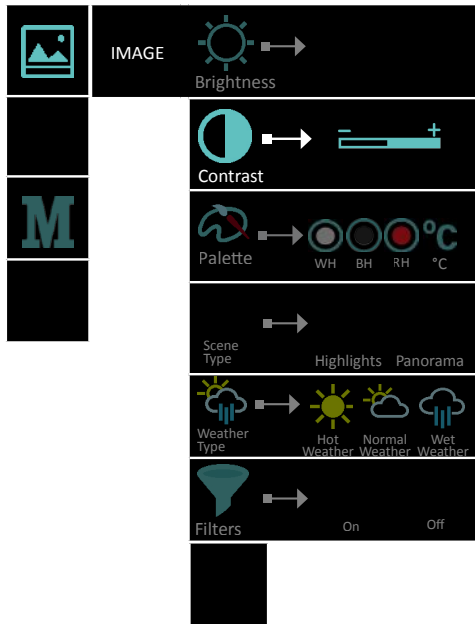 IMAGE
Brightness
- +
Contrast
M
Palette
°C
WH BH RH °C
Scene
Type
Highlights Panorama
Weather
Type
Hot
Weather
Normal
Weather
Wet
Weather
Filters
On Off